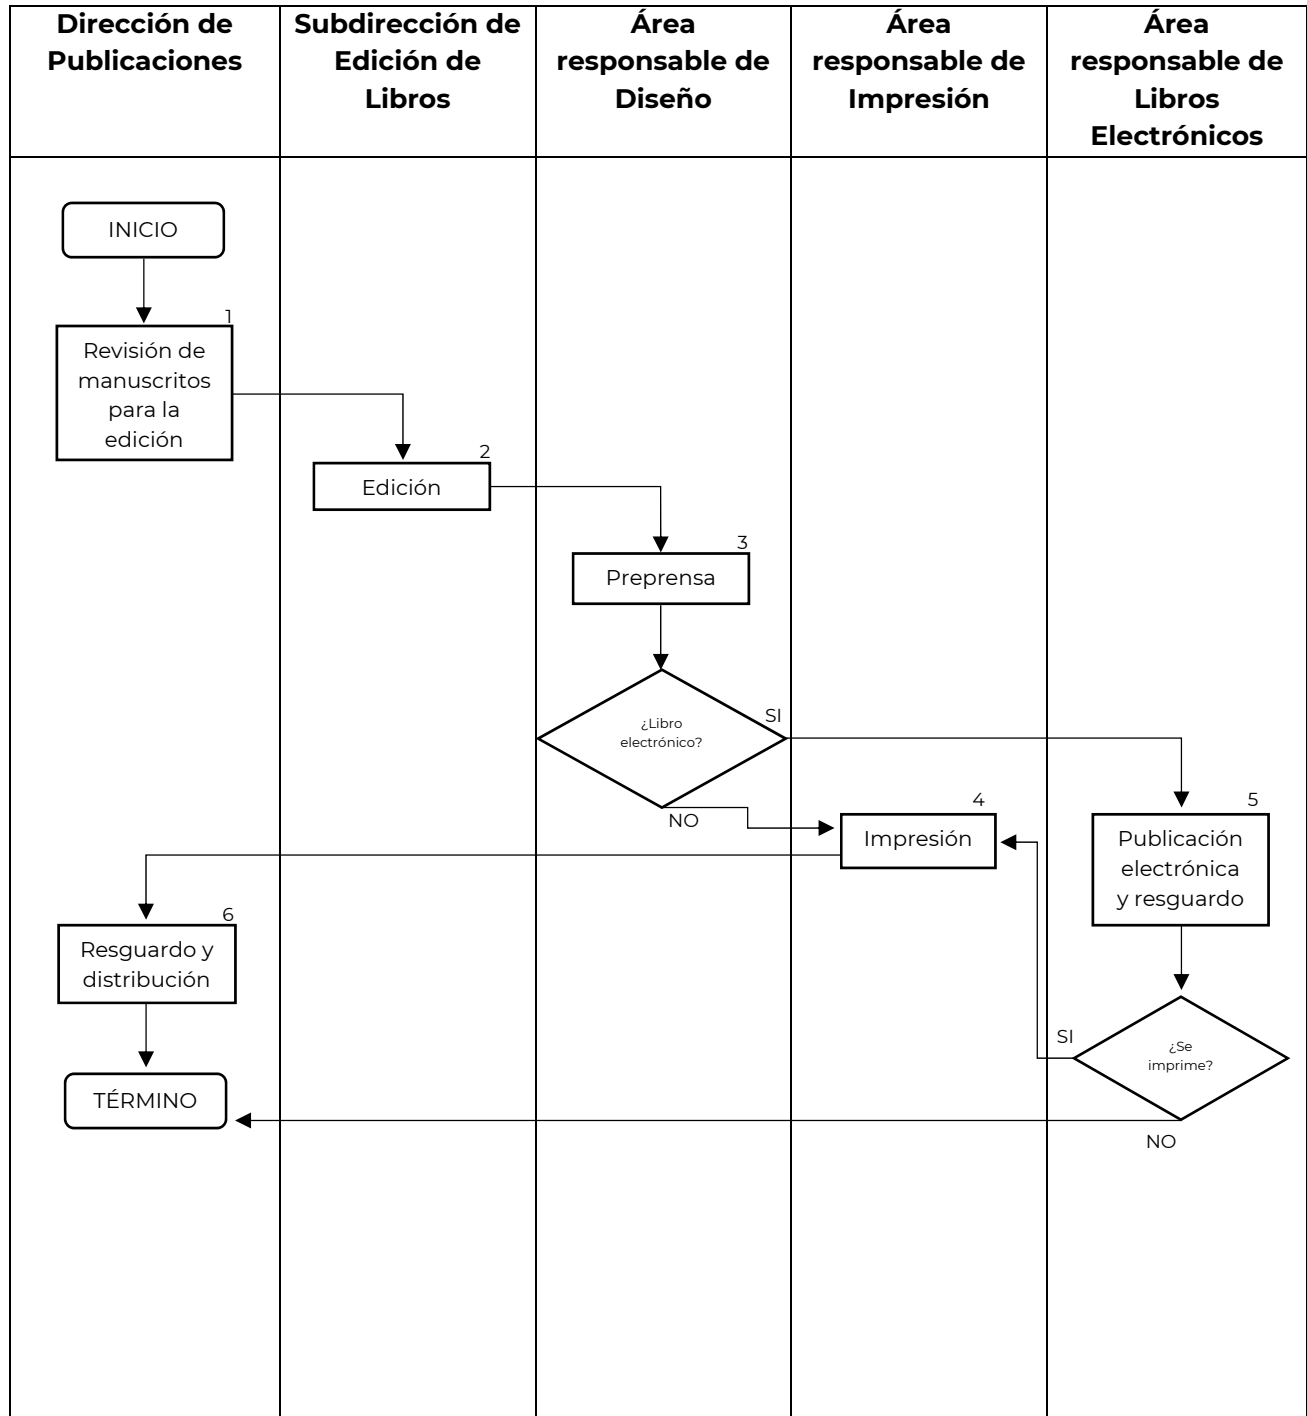 Dirección de
Publicaciones
Subdirección de
Edición de
Libros
Área
responsable de
Diseño
Área
responsable de
Impresión
Área
responsable de
Libros
Electrónicos
INICIO
1
Revisión de
manuscritos
para la
edición
2
Edición
3
Preprensa
¿Libro
electrónico?
SI
NO
4
Impresión
5
Publicación
electrónica
y resguardo
6
Resguardo y
distribución
SI
¿Se
imprime?
NO
TÉRMINO